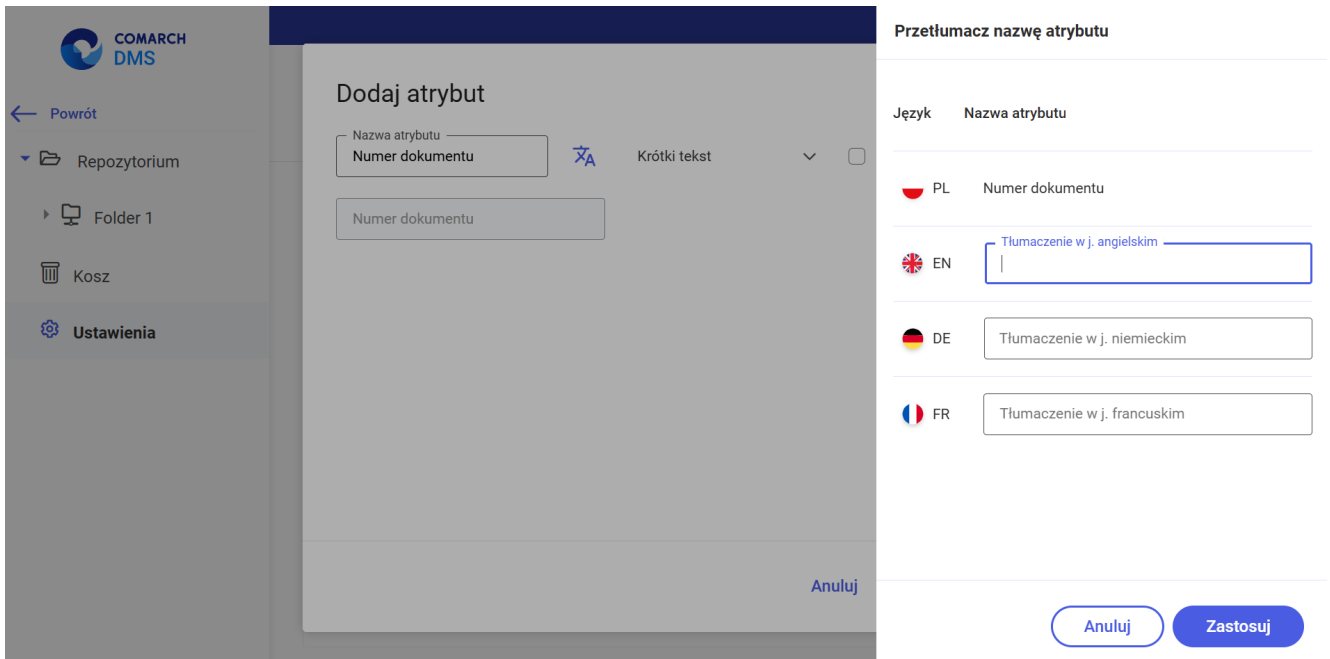 COMARCH
DMS
Powrót
Repozytorium
Folder 1
Kosz
Ustawienia
Dodaj atrybut
Nazwa atrybutu
Numer dokumentu
Krótki tekst
Numer dokumentu
Anuluj
Przetłumacz nazwę atrybutu
Język Nazwa atrybutu
PL Numer dokumentu
Tłumaczenie w j. angielskim
EN
DE Tłumaczenie w j. niemieckim
FR Tłumaczenie w j. francuskim
Anuluj Zastosuj